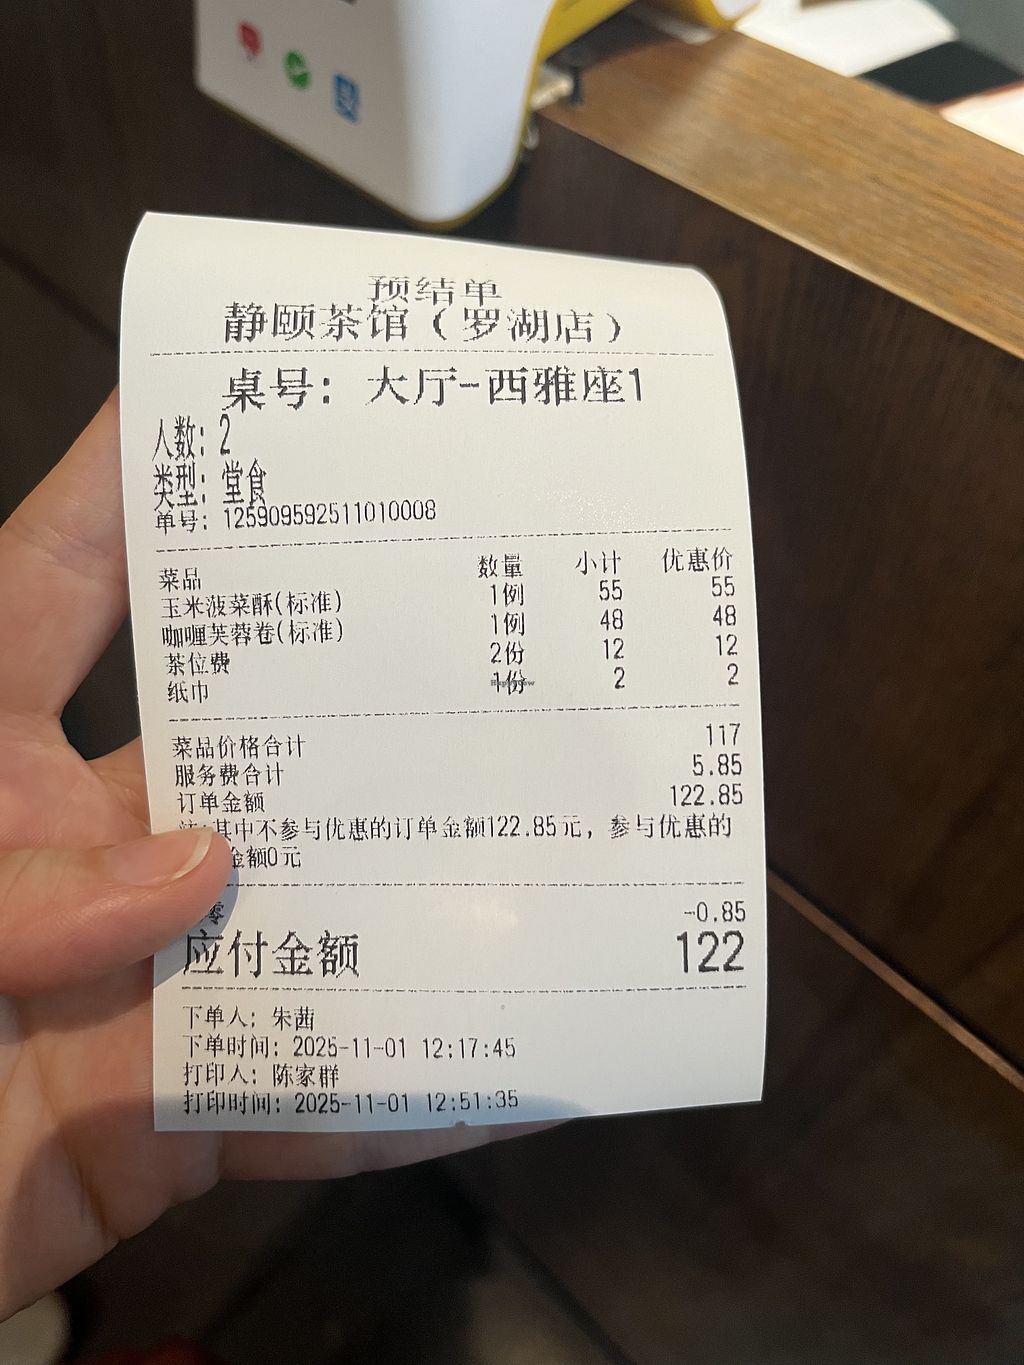 预结单
静颐茶馆（罗湖店）
桌号：大厅-西雅座1
人数：2
类型：堂食
单号：125909592511010008
菜品 数量 小计 优惠价
玉米菠菜酥(标准) 1例 55 55
咖喱芙蓉卷(标准) 1例 48 48
茶位费 2份 12 12
纸巾 1份 2 2
菜品价格合计 117
服务费合计 5.85
订单金额 122.85
其中不参与优惠的订单金额122.85元，参与优惠的
金额0元
零 -0.85
应付金额 122
下单人：朱茜
下单时间：2025-11-01 12:17:45
打印人：陈家群
打印时间：2025-11-01 12:51:35